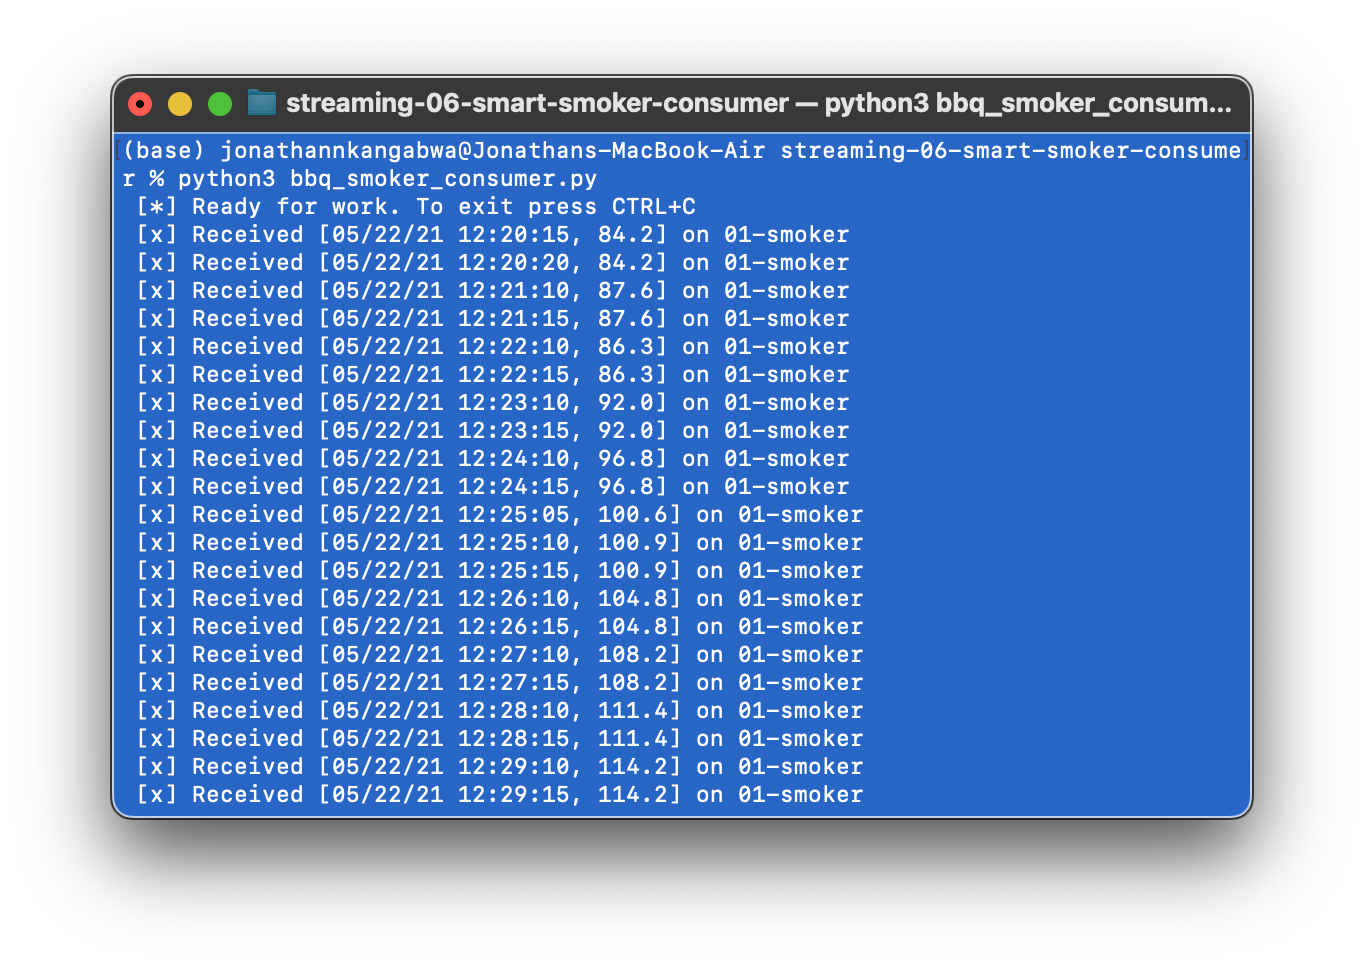 streaming-06-smart-smoker-consumer — python3 bbq_smoker_consum...
(base) jonathannkangabwa@Jonathans-MacBook-Air streaming-06-smart-smoker-consume
r % python3 bbq_smoker_consumer.py
[*] Ready for work. To exit press CTRL+C
[x] Received [05/22/21 12:20:15, 84.2] on 01-smoker
[x] Received [05/22/21 12:20:20, 84.2] on 01-smoker
[x] Received [05/22/21 12:21:10, 87.6] on 01-smoker
[x] Received [05/22/21 12:21:15, 87.6] on 01-smoker
[x] Received [05/22/21 12:22:10, 86.3] on 01-smoker
[x] Received [05/22/21 12:22:15, 86.3] on 01-smoker
[x] Received [05/22/21 12:23:10, 92.0] on 01-smoker
[x] Received [05/22/21 12:23:15, 92.0] on 01-smoker
[x] Received [05/22/21 12:24:10, 96.8] on 01-smoker
[x] Received [05/22/21 12:24:15, 96.8] on 01-smoker
[x] Received [05/22/21 12:25:05, 100.6] on 01-smoker
[x] Received [05/22/21 12:25:10, 100.9] on 01-smoker
[x] Received [05/22/21 12:25:15, 100.9] on 01-smoker
[x] Received [05/22/21 12:26:10, 104.8] on 01-smoker
[x] Received [05/22/21 12:26:15, 104.8] on 01-smoker
[x] Received [05/22/21 12:27:10, 108.2] on 01-smoker
[x] Received [05/22/21 12:27:15, 108.2] on 01-smoker
[x] Received [05/22/21 12:28:10, 111.4] on 01-smoker
[x] Received [05/22/21 12:28:15, 111.4] on 01-smoker
[x] Received [05/22/21 12:29:10, 114.2] on 01-smoker
[x] Received [05/22/21 12:29:15, 114.2] on 01-smoker